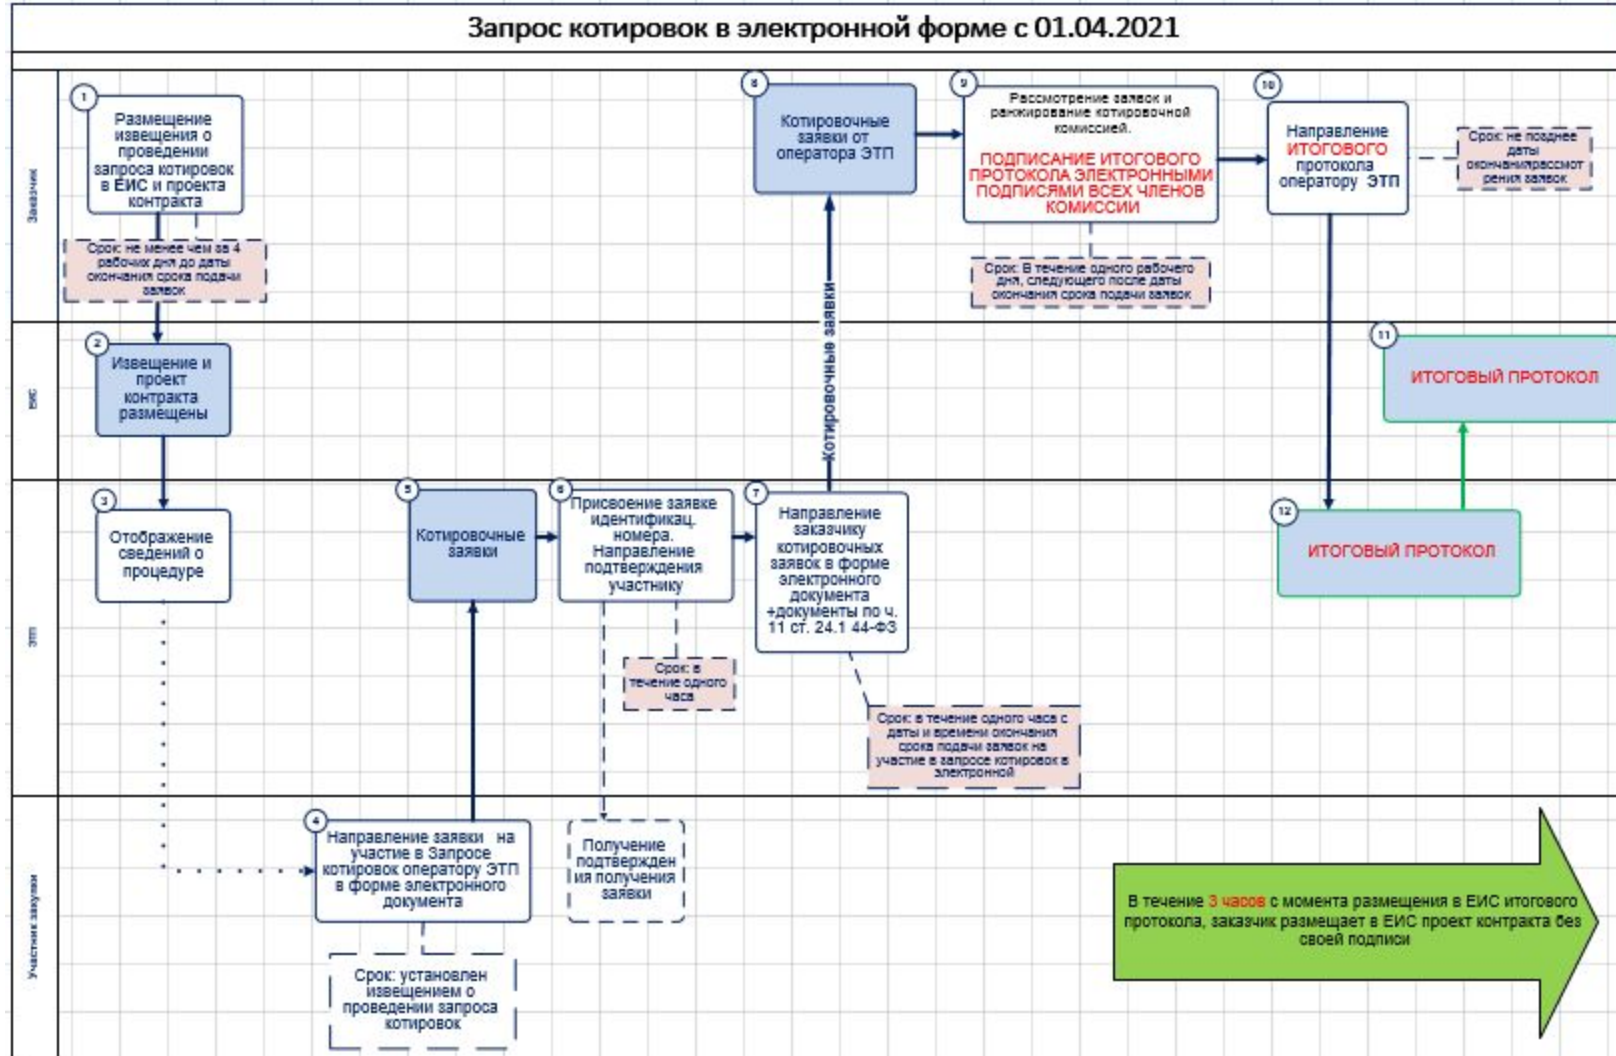 Запрос котировок в электронной форме с 01.04.2021
Заказчик
1
Размещение
извещения о
проведении
запроса котировок
в ЕИС и проекта
контракта
Срок: не менее чем за 4
рабочих дня до даты
окончания срока подачи
заявок
8
Котировочные
заявки от
оператора ЭТП
9
Рассмотрение заявок и
ранжирование котировочной
комиссией.
ПОДПИСАНИЕ ИТОГОВОГО
ПРОТОКОЛА ЭЛЕКТРОННЫМИ
ПОДПИСЯМИ ВСЕХ ЧЛЕНОВ
КОМИССИИ
Срок: В течение одного рабочего
дня, следующего после даты
окончания срока подачи заявок
10
Направление
ИТОГОВОГО
протокола
оператору ЭТП
Срок: не позднее
даты
окончаниярассмот
рения заявок
ЕИС
2
Извещение и
проект
контракта
размещены
Котировочные заявки
11
ИТОГОВЫЙ ПРОТОКОЛ
ЭТП
3
Отображение
сведений о
процедуре
5
Котировочные
заявки
6
Присвоение заявке
идентификац.
номера.
Направление
подтверждения
участнику
Срок: в
течение одного
часа
7
Направление
заказчику
котировочных
заявок в форме
электронного
документа
+документы по ч.
11 ст. 24.1 44-ФЗ
Срок: в течение одного часа с
даты и времени окончания
срока подачи заявок на
участие в запросе котировок в
электронной
12
ИТОГОВЫЙ ПРОТОКОЛ
Участник закупки
4
Направление заявки на
участие в Запросе
котировок оператору ЭТП
в форме электронного
документа
Срок: установлен
извещением о
проведении запроса
котировок
Получение
подтвержден
ия получения
заявки
В течение 3 часов с момента размещения в ЕИС итогового
протокола, заказчик размещает в ЕИС проект контракта без
своей подписи